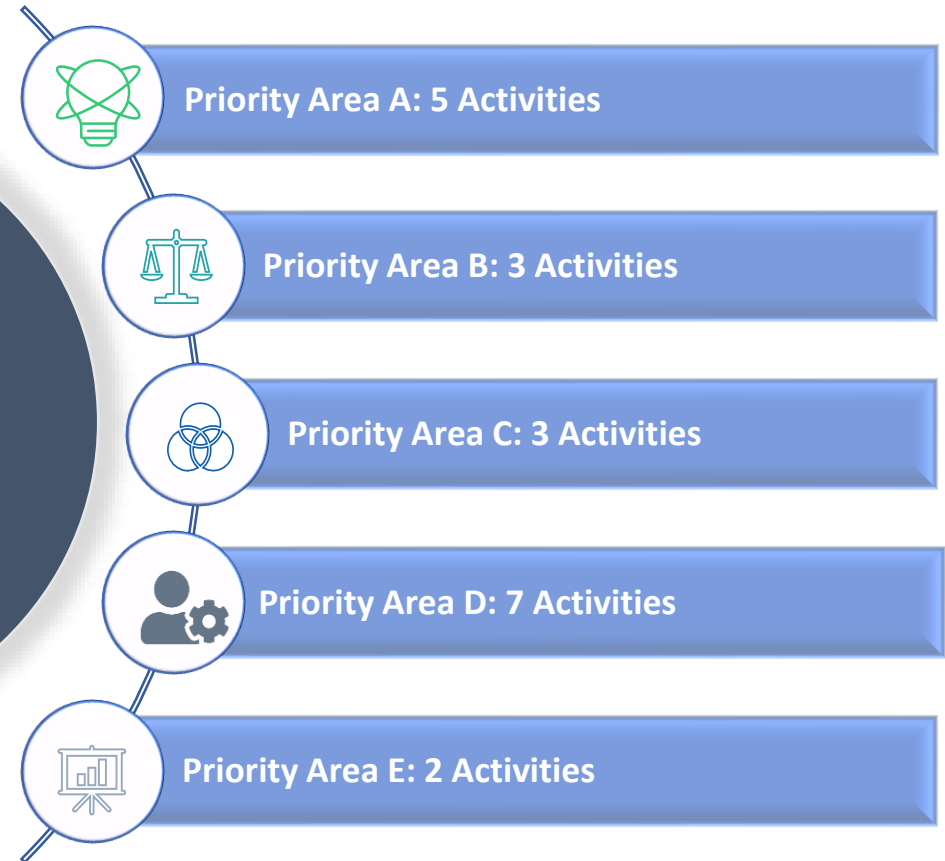 Priority Area A: 5 Activities
Priority Area B: 3 Activities
Priority Area C: 3 Activities
Priority Area D: 7 Activities
Priority Area E: 2 Activities